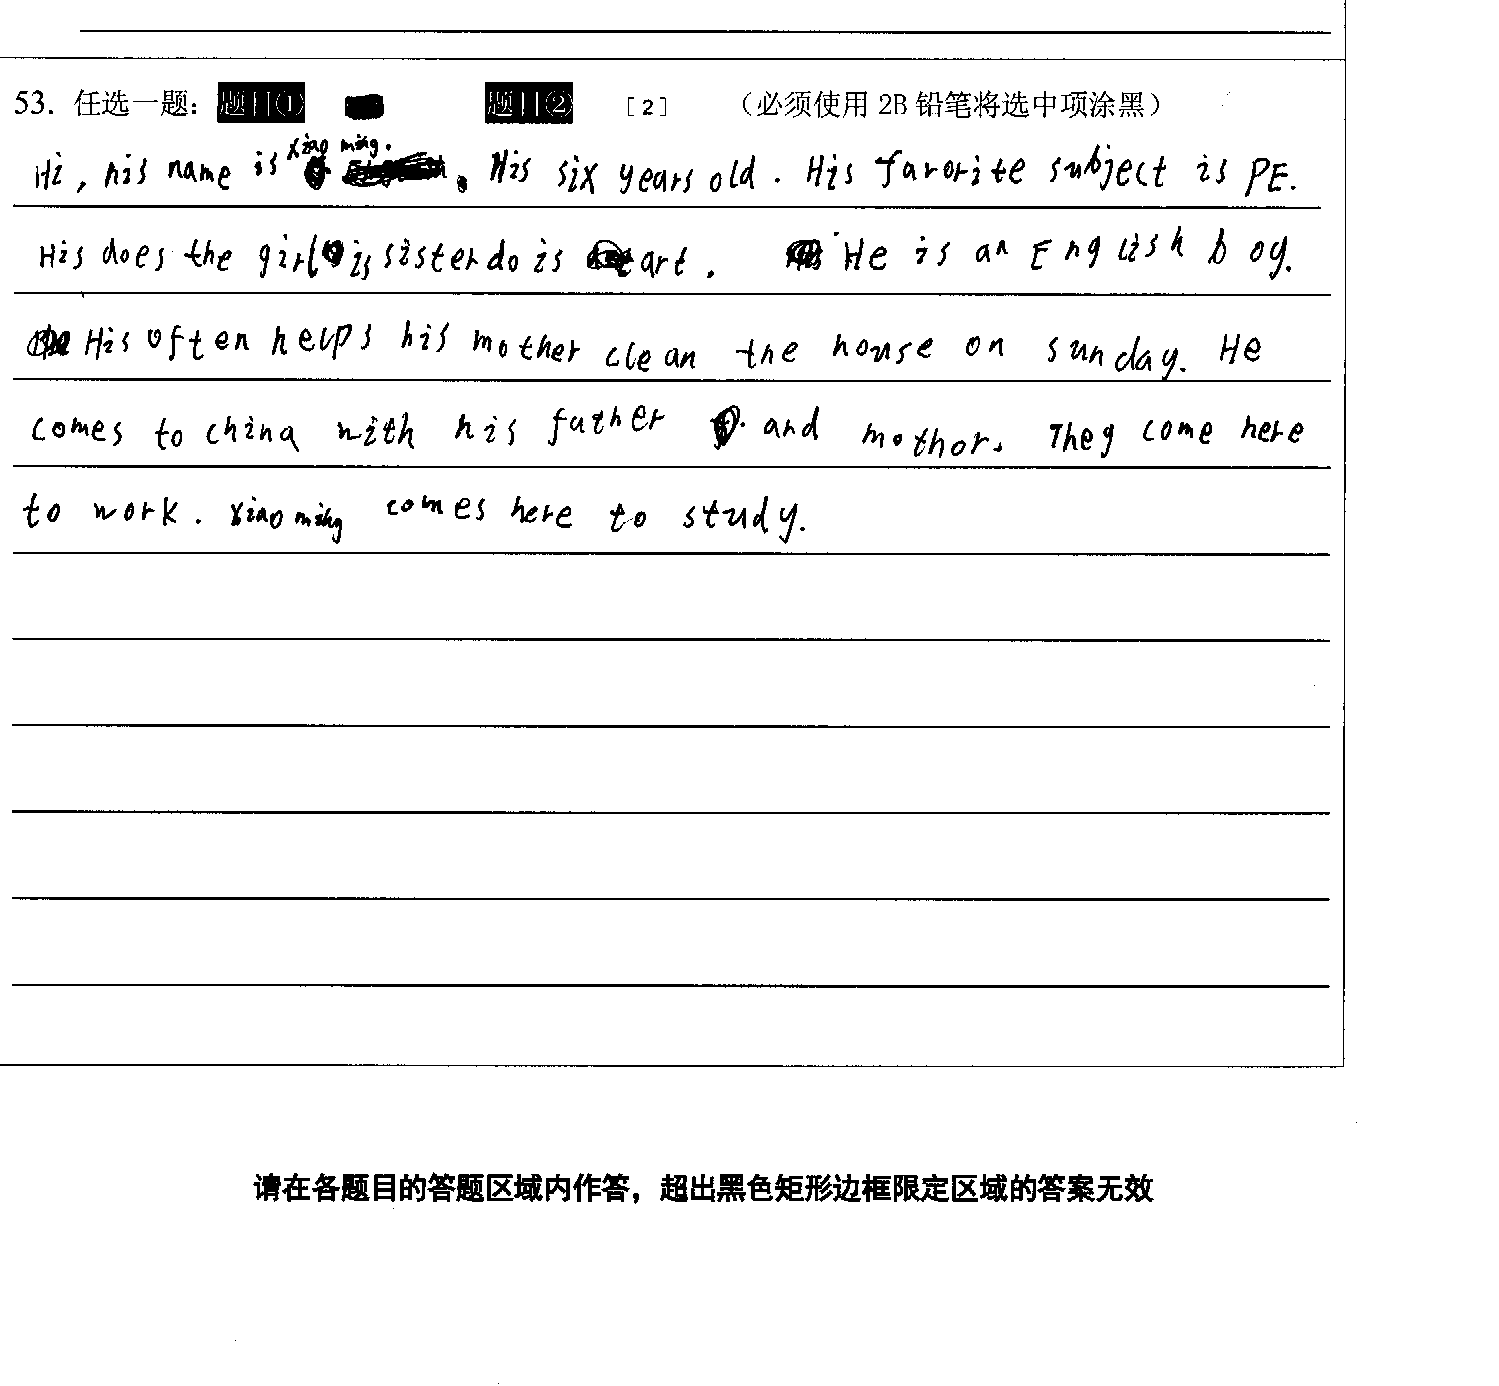 53. 任选一题: 题目① 题目② [2] (必须使用 2B 铅笔将选中项涂黑)
Xiao ming.
Hi, his name is . His six years old. His favorite subject is PE.
His does the girl is sister do is art. He is an English boy.
His often helps his mother clean the house on sunday. He
comes to china with his father and mothor. They come here
to work. Xiao ming comes here to study.
请在各题目的答题区域内作答，超出黑色矩形边框限定区域的答案无效